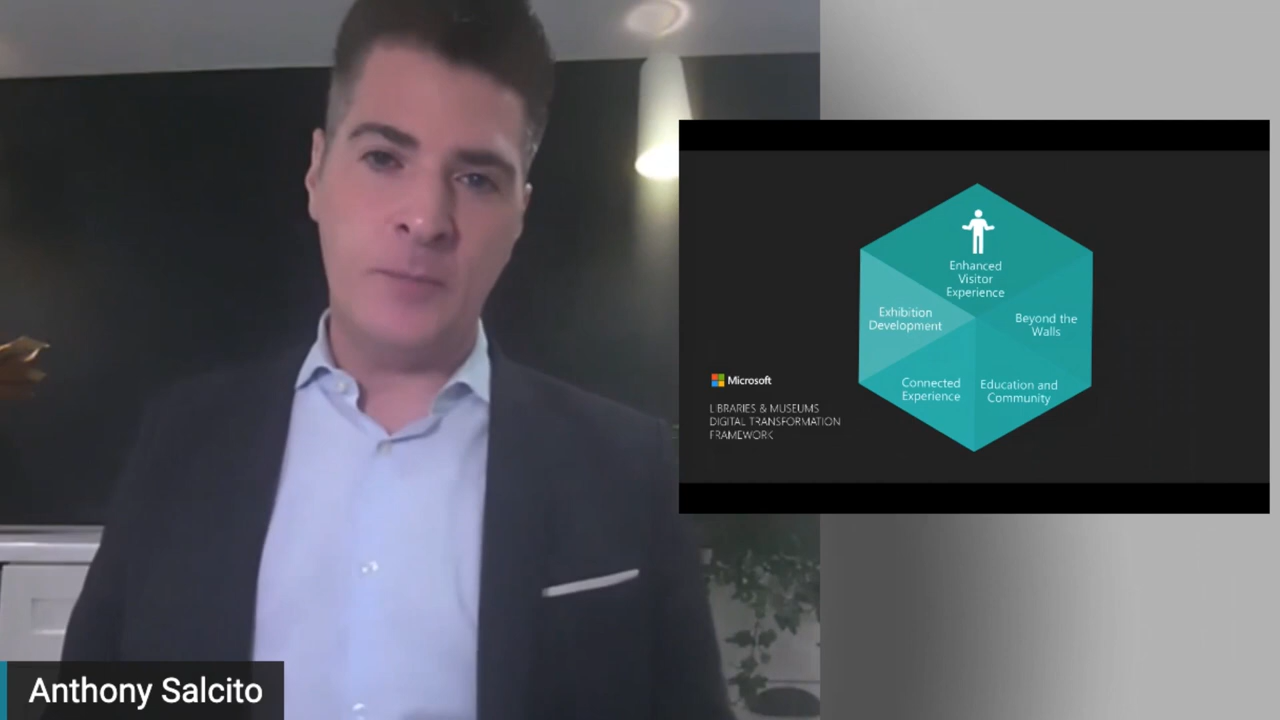 Enhanced
Visitor
Experience
Exhibition
Development
Beyond the
Walls
Connected
Experience
Education and
Community
Microsoft
LIBRARIES & MUSEUMS
DIGITAL TRANSFORMATION
FRAMEWORK
Anthony Salcito